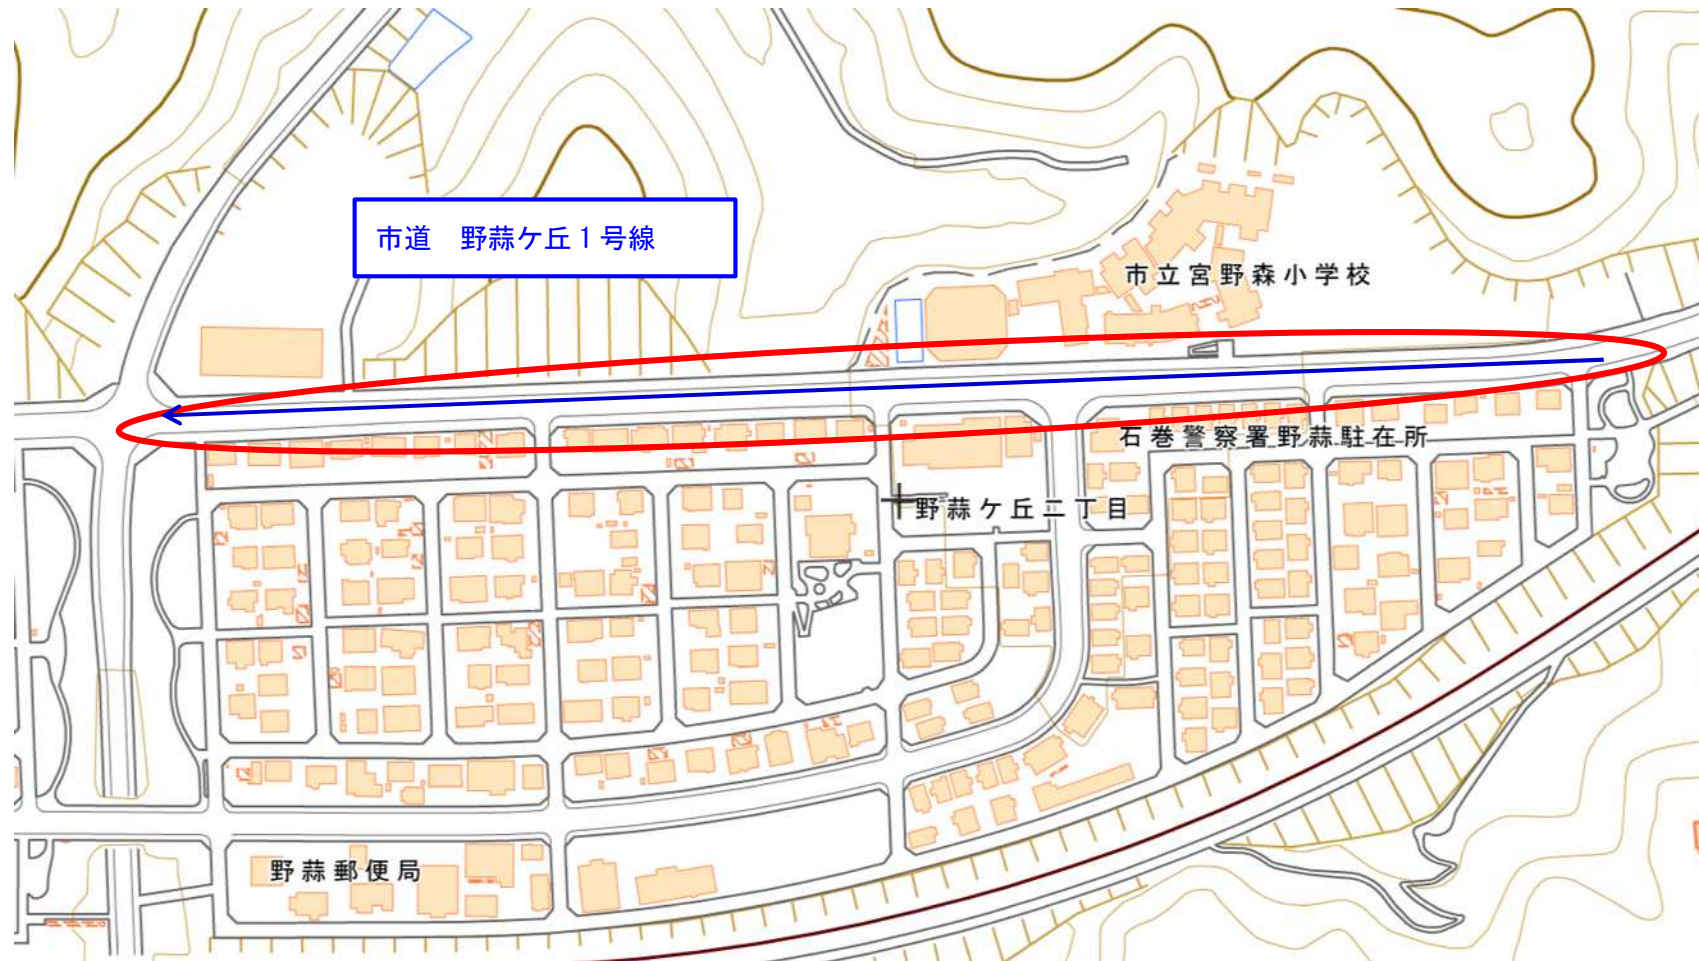 市道　野蒜ケ丘１号線
市立宮野森小学校
石巻警察署野蒜駐在所
野蒜ケ丘二丁目
野蒜郵便局